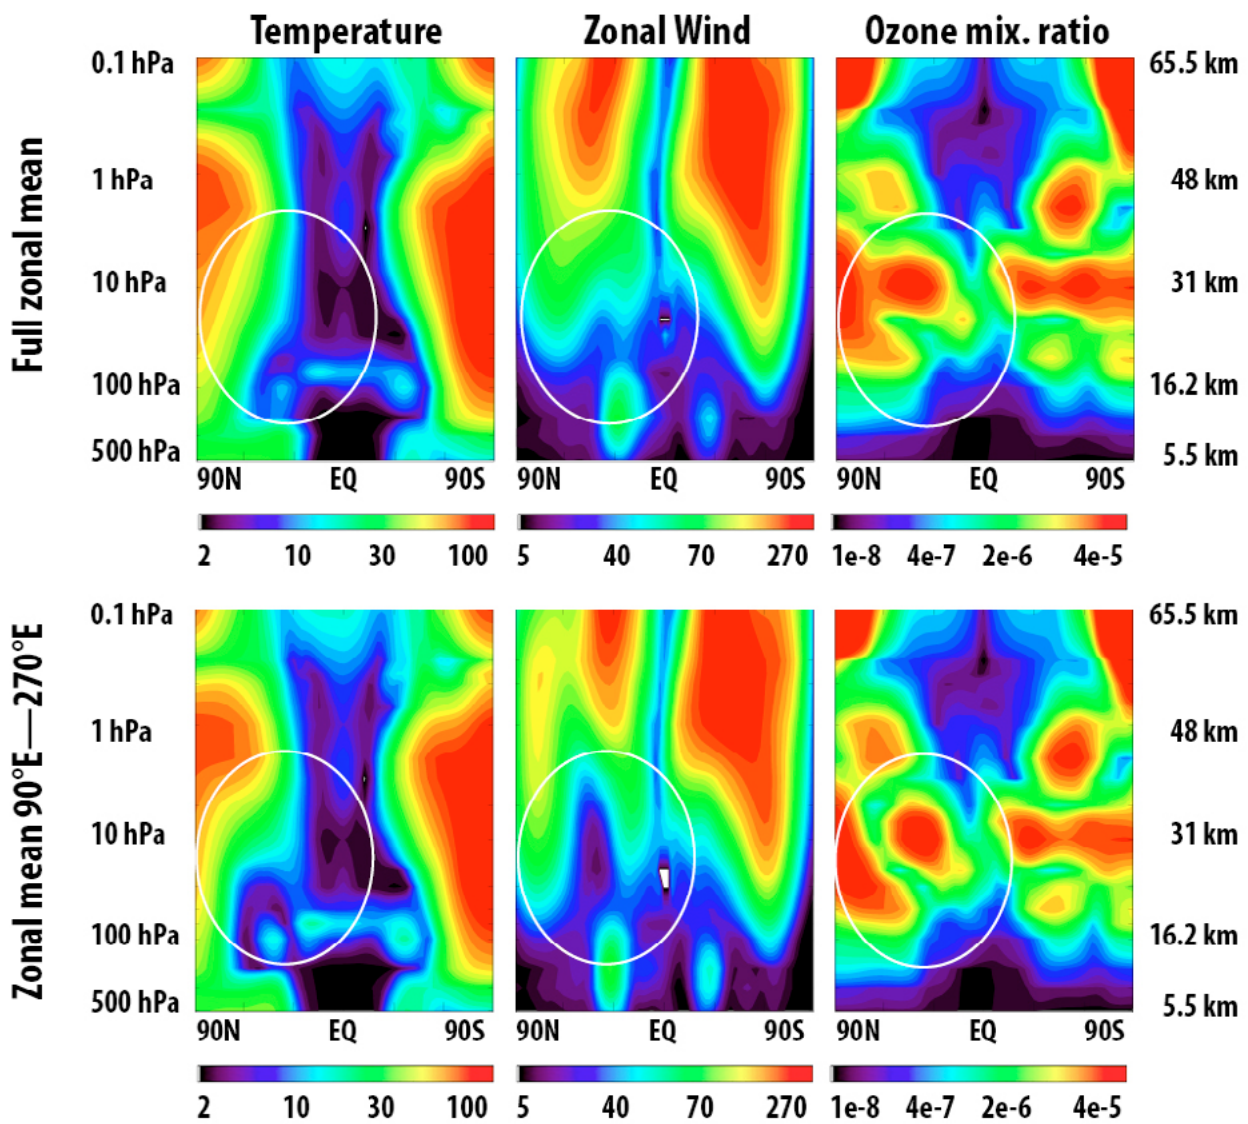 Temperature Zonal Wind Ozone mix. ratio
Full zonal mean
0.1 hPa 65.5 km
1 hPa 48 km
10 hPa 31 km
100 hPa 16.2 km
500 hPa 5.5 km
90N EQ 90S 90N EQ 90S 90N EQ 90S
2 10 30 100 5 40 70 270 1e-8 4e-7 2e-6 4e-5
Zonal mean 90°E—270°E
0.1 hPa 65.5 km
1 hPa 48 km
10 hPa 31 km
100 hPa 16.2 km
500 hPa 5.5 km
90N EQ 90S 90N EQ 90S 90N EQ 90S
2 10 30 100 5 40 70 270 1e-8 4e-7 2e-6 4e-5